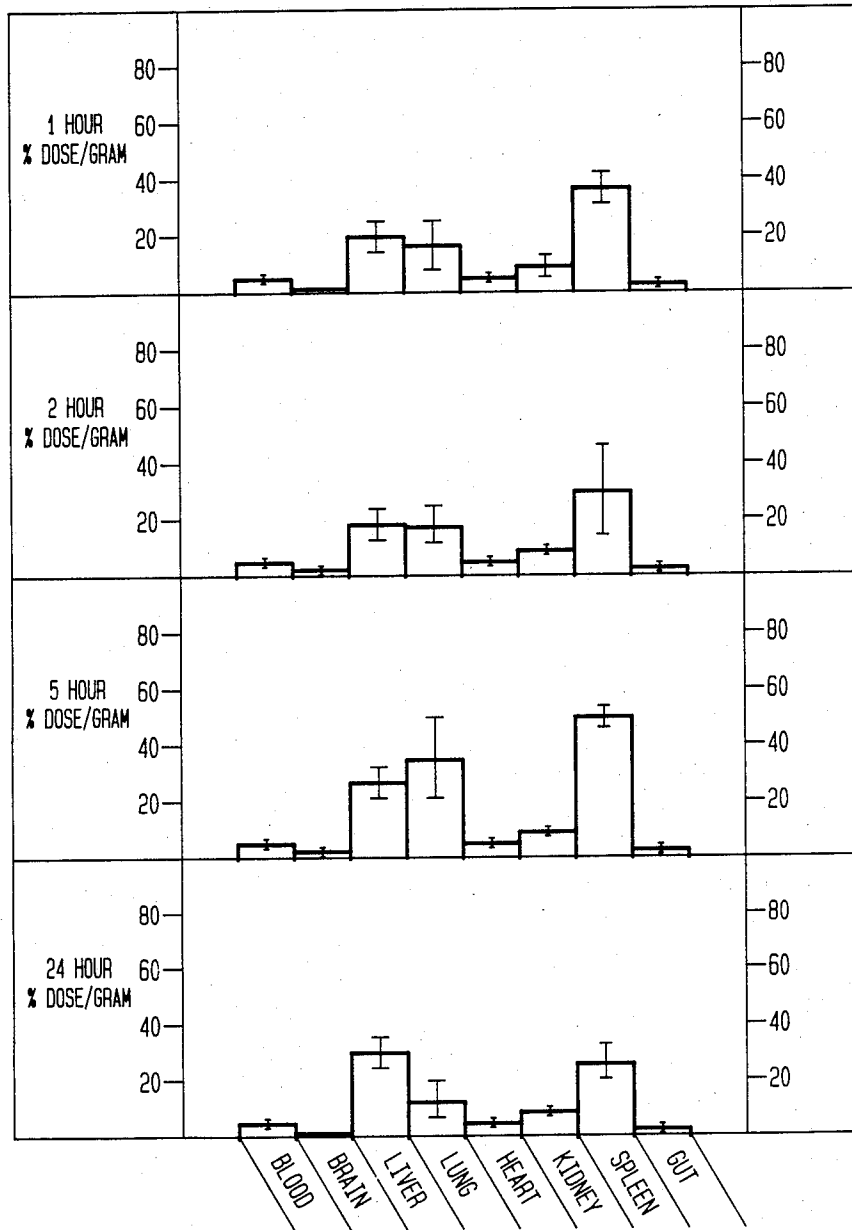 80 80
1 HOUR 60 60
% DOSE/GRAM
40 40
20 20
80 80
2 HOUR 60 60
% DOSE/GRAM
40 40
20 20
80 80
5 HOUR 60 60
% DOSE/GRAM
40 40
20 20
80 80
24 HOUR 60 60
% DOSE/GRAM
40 40
20 20
BLOOD BRAIN LIVER LUNG HEART KIDNEY SPLEEN GUT